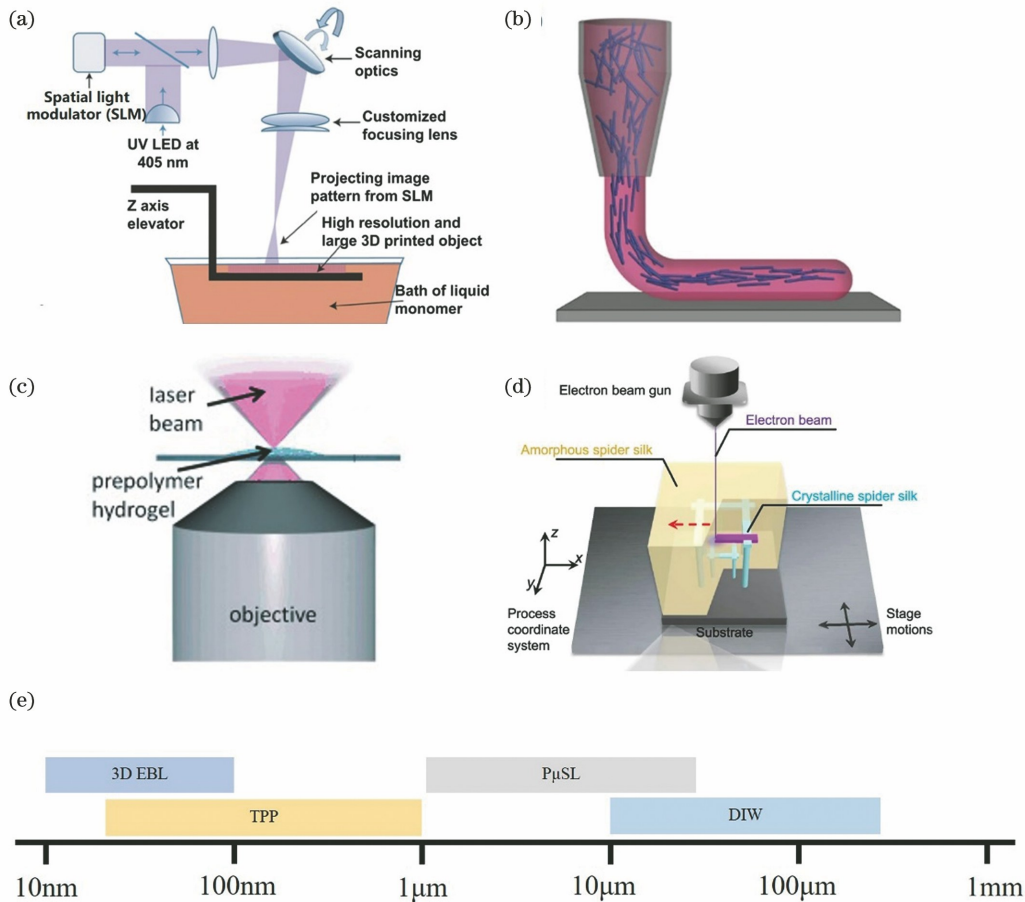 (a)
Scanning
optics
Spatial light
modulator (SLM)
Customized
focusing lens
UV LED at
405 nm
Projecting image
pattern from SLM
Z axis
elevator
High resolution and
large 3D printed object
Bath of liquid
monomer
(b)
(c)
laser
beam
prepolymer
hydrogel
objective
(d)
Electron beam gun
Electron beam
Amorphous spider silk
Crystalline spider silk
z
x
y
Process
coordinate
system
Substrate
Stage
motions
(e)
3D EBL
PμSL
TPP
DIW
10nm
100nm
1μm
10μm
100μm
1mm